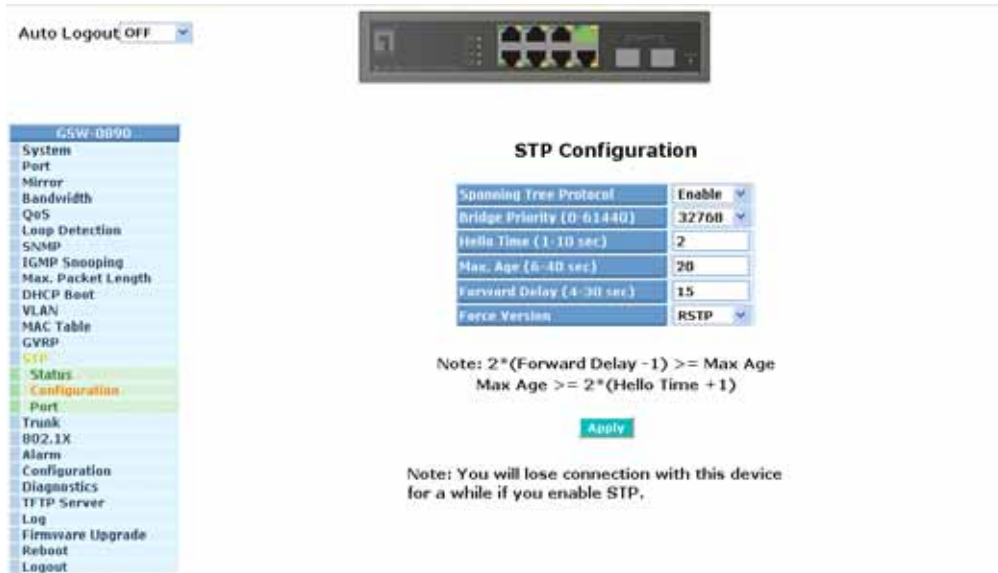 Auto Logout OFF
GSW-0890
System
Port
Mirror
Bandwidth
QoS
Loop Detection
SNMP
IGMP Snooping
Max. Packet Length
DHCP Boot
VLAN
MAC Table
GVRP
STP
Status
Configuration
Port
Trunk
802.1X
Alarm
Configuration
Diagnostics
TFTP Server
Log
Firmware Upgrade
Reboot
Logout
STP Configuration
Spanning Tree Protocol Enable
Bridge Priority (0-61440) 32768
Hello Time (1-10 sec) 2
Max. Age (6-40 sec) 20
Forward Delay (4-30 sec) 15
Force Version RSTP
Note: 2*(Forward Delay -1) >= Max Age
Max Age >= 2*(Hello Time +1)
Apply
Note: You will lose connection with this device
for a while if you enable STP.